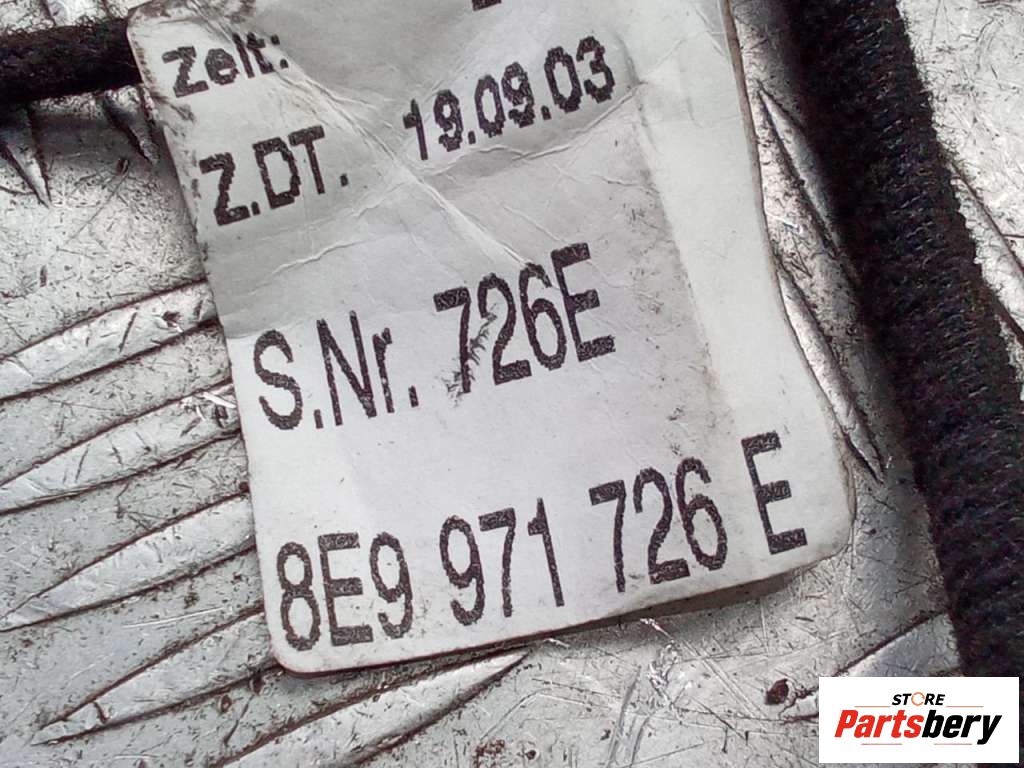 Zeit:
Z.DT. 19.09.03
S.Nr. 726E
8E9 971 726 E
STORE
Partsbery